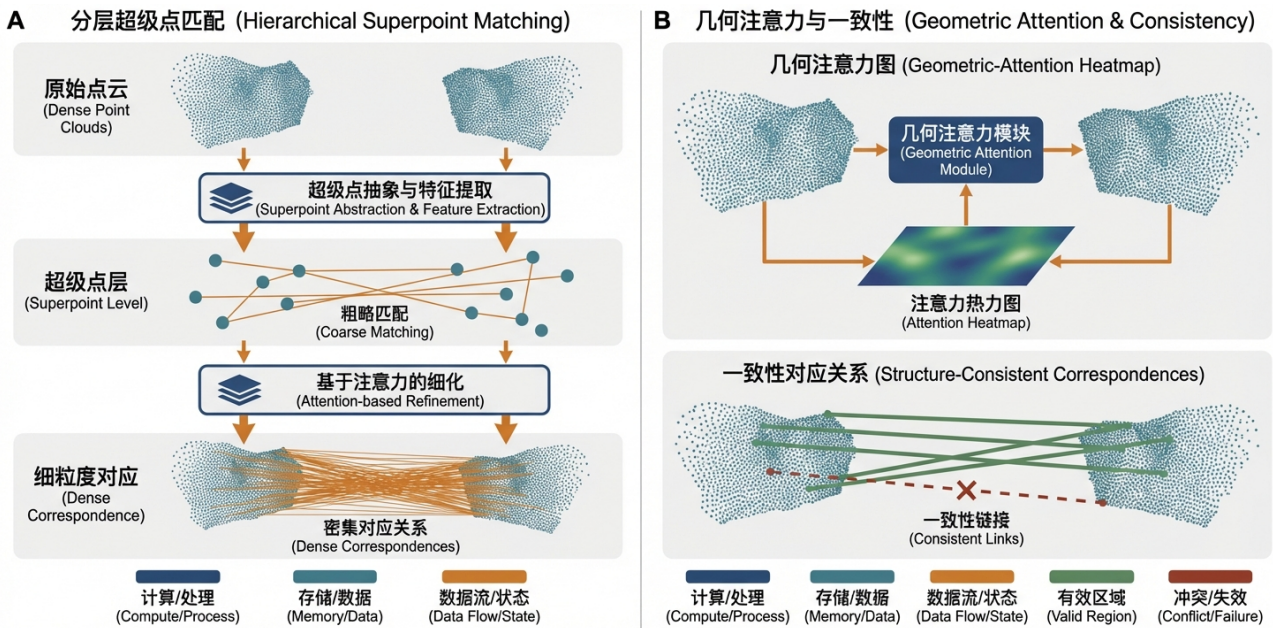 A 分层超级点匹配 (Hierarchical Superpoint Matching)
原始点云
(Dense Point
Clouds)
超级点抽象与特征提取
(Superpoint Abstraction & Feature Extraction)
超级点层
(Superpoint Level)
粗略匹配
(Coarse Matching)
基于注意力的细化
(Attention-based Refinement)
细粒度对应
(Dense
Correspondence)
密集对应关系
(Dense Correspondences)
计算/处理
(Compute/Process)
存储/数据
(Memory/Data)
数据流/状态
(Data Flow/State)
B 几何注意力与一致性 (Geometric Attention & Consistency)
几何注意力图 (Geometric-Attention Heatmap)
几何注意力模块
(Geometric Attention
Module)
注意力热力图
(Attention Heatmap)
一致性对应关系 (Structure-Consistent Correspondences)
一致性链接
(Consistent Links)
计算/处理
(Compute/Process)
存储/数据
(Memory/Data)
数据流/状态
(Data Flow/State)
有效区域
(Valid Region)
冲突/失效
(Conflict/Failure)